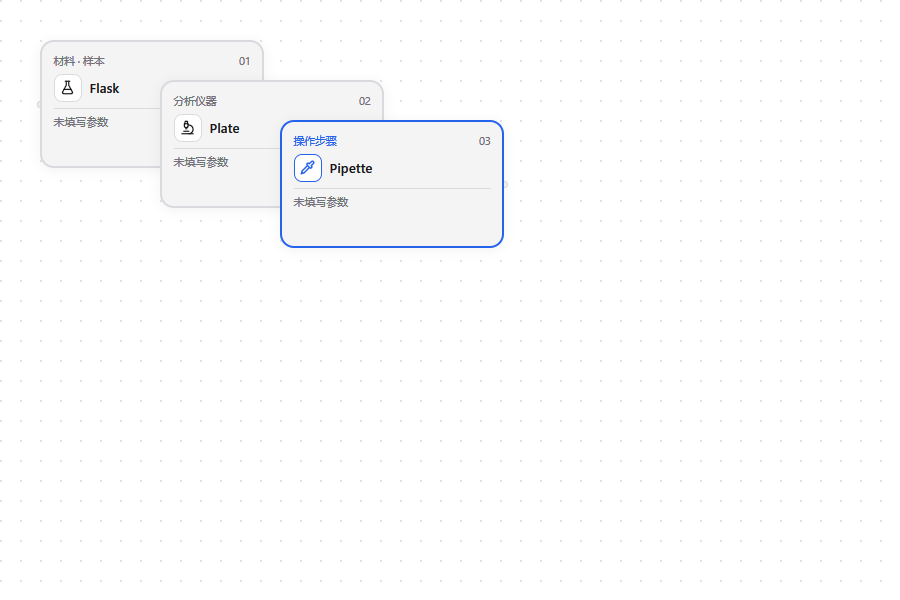 材料 · 样本 01
Flask
未填写参数
分析仪器 02
Plate
未填写参数
操作步骤 03
Pipette
未填写参数